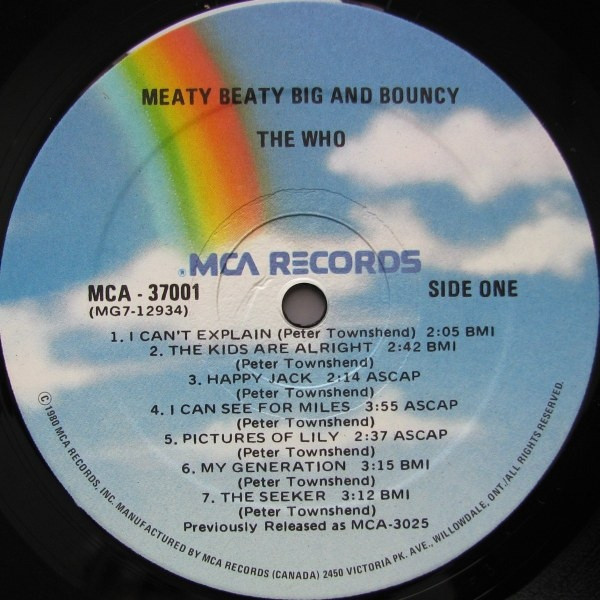 MEATY BEATY BIG AND BOUNCY
THE WHO
®MCA RECORDS
MCA - 37001
(MG7-12934)
SIDE ONE
1. I CAN'T EXPLAIN (Peter Townshend) 2:05 BMI
2. THE KIDS ARE ALRIGHT 2:42 BMI
(Peter Townshend)
3. HAPPY JACK 2:14 ASCAP
(Peter Townshend)
4. I CAN SEE FOR MILES 3:55 ASCAP
(Peter Townshend)
5. PICTURES OF LILY 2:37 ASCAP
(Peter Townshend)
6. MY GENERATION 3:15 BMI
(Peter Townshend)
7. THE SEEKER 3:12 BMI
(Peter Townshend)
Previously Released as MCA-3025
©1980 MCA RECORDS, INC. MANUFACTURED BY MCA RECORDS (CANADA) 2450 VICTORIA PK. AVE., WILLOWDALE, ONT./ALL RIGHTS RESERVED.